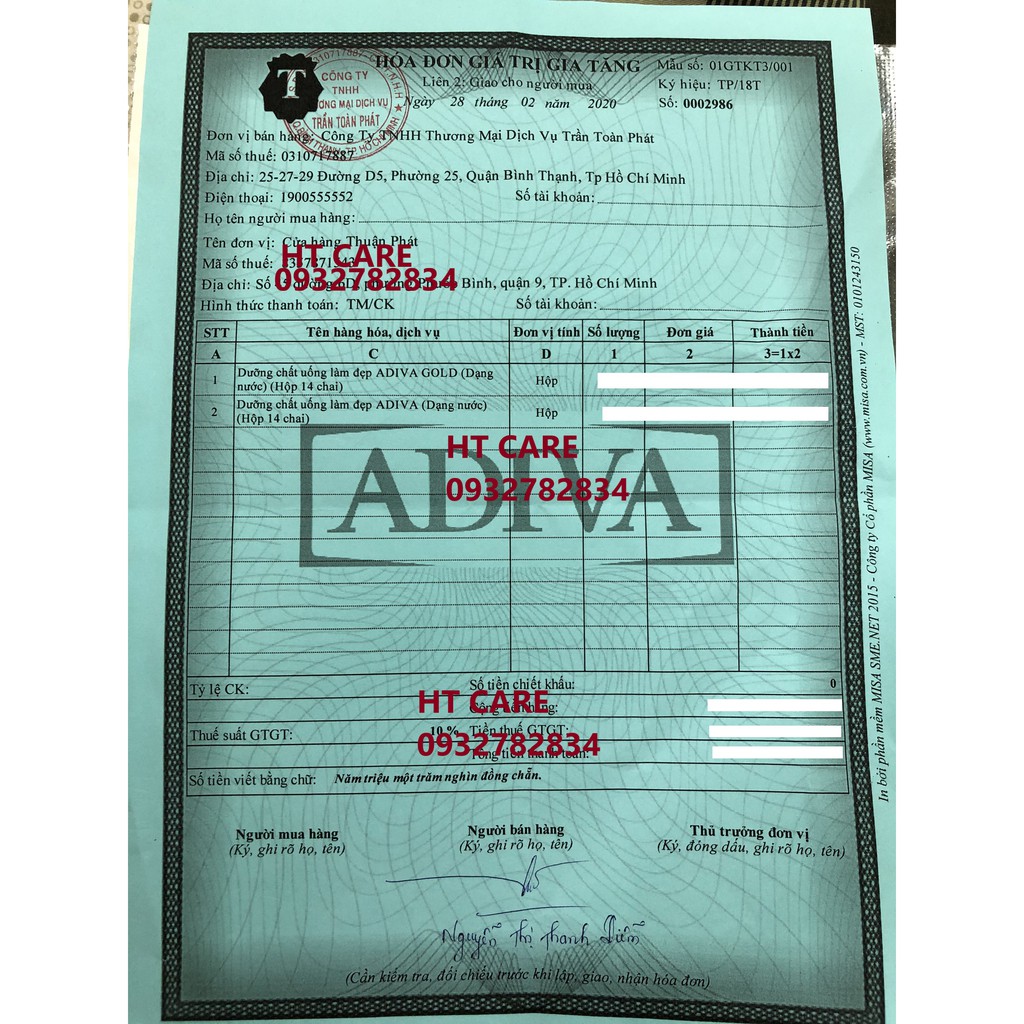 HÓA ĐƠN GIÁ TRỊ GIA TĂNG
Liên 2: Giao cho người mua
Ngày 28 tháng 02 năm 2020
Mẫu số: 01GTKT3/001
Ký hiệu: TP/18T
Số: 0002986
T
0310717887
CÔNG TY
TNHH
THƯƠNG MẠI DỊCH VỤ
TRẦN TOÀN PHÁT
Đơn vị bán hàng: Công Ty TNHH Thương Mại Dịch Vụ Trần Toàn Phát
Mã số thuế: 0310717887
Địa chỉ: 25-27-29 Đường D5, Phường 25, Quận Bình Thạnh, Tp Hồ Chí Minh
Điện thoại: 1900555552 Số tài khoản:
Họ tên người mua hàng:
Tên đơn vị: Cửa hàng Thuận Phát
HT CARE
Mã số thuế:
0932782834
Địa chỉ: Số Bình, quận 9, TP. Hồ Chí Minh
Hình thức thanh toán: TM/CK Số tài khoản:
STT Tên hàng hóa, dịch vụ Đơn vị tính Số lượng Đơn giá Thành tiền
A C D 1 2 3=1x2
1 Dưỡng chất uống làm đẹp ADIVA GOLD (Dạng nước) (Hộp 14 chai) Hộp
2 Dưỡng chất uống làm đẹp ADIVA (Dạng nước) (Hộp 14 chai) Hộp
ADIVA
HT CARE
0932782834
Tỷ lệ CK: Số tiền chiết khấu: 0
HT CARE
hàng:
Thuế suất GTGT: 10 % Tiền thuế GTGT:
0932782834
Tổng tiền thanh toán:
Số tiền viết bằng chữ: Năm triệu một trăm nghìn đồng chẵn.
Người mua hàng
(Ký, ghi rõ họ, tên)
Người bán hàng
(Ký, ghi rõ họ, tên)
Thủ trưởng đơn vị
(Ký, đóng dấu, ghi rõ họ, tên)
Nguyễn Thị Thanh Diễm
(Cần kiểm tra, đối chiếu trước khi lập, giao, nhận hóa đơn)
In bởi phần mềm MISA SME.NET 2015 - Công ty Cổ phần MISA (www.misa.com.vn) - MST: 0101243150